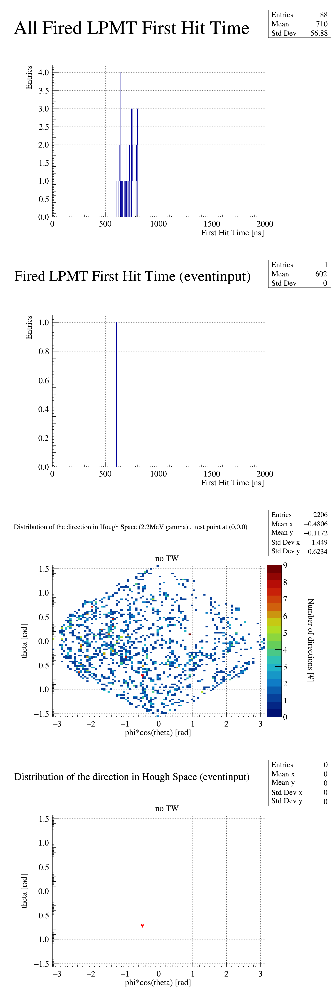 All Fired LPMT First Hit Time
Entries 88
Mean 710
Std Dev 56.88
Entries
4.0
3.5
3.0
2.5
2.0
1.5
1.0
0.5
0.0
0 500 1000 1500 2000
First Hit Time [ns]
Fired LPMT First Hit Time (eventinput)
Entries 1
Mean 602
Std Dev 0
Entries
1.0
0.8
0.6
0.4
0.2
0.0
0 500 1000 1500 2000
First Hit Time [ns]
Distribution of the direction in Hough Space (2.2MeV gamma) , test point at (0,0,0)
Entries 2206
Mean x −0.4806
Mean y −0.1172
Std Dev x 1.449
Std Dev y 0.6234
no TW
theta [rad]
1.5
1.0
0.5
0.0
−0.5
−1.0
−1.5
−3 −2 −1 0 1 2 3
phi*cos(theta) [rad]
9
8
7
6
5
4
3
2
1
0
Number of directions [#]
Distribution of the direction in Hough Space (eventinput)
Entries 0
Mean x 0
Mean y 0
Std Dev x 0
Std Dev y 0
no TW
theta [rad]
1.5
1.0
0.5
0.0
−0.5
−1.0
−1.5
−3 −2 −1 0 1 2 3
phi*cos(theta) [rad]